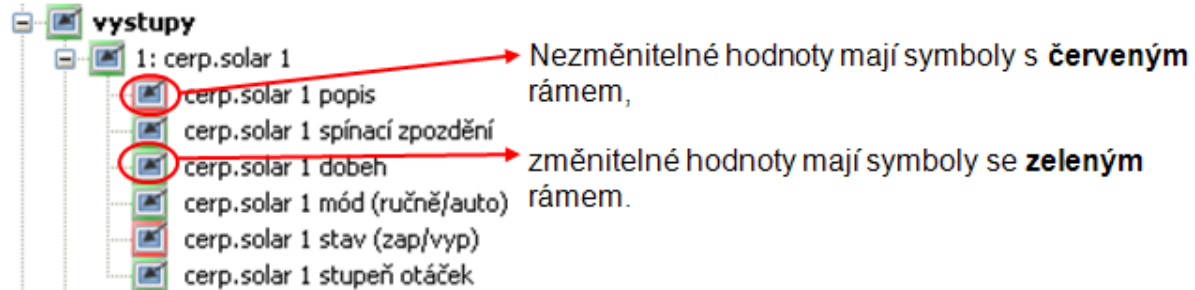 vystupy
1: cerp.solar 1
cerp.solar 1 popis
cerp.solar 1 spínací zpozdění
cerp.solar 1 dobeh
cerp.solar 1 mód (ručně/auto)
cerp.solar 1 stav (zap/vyp)
cerp.solar 1 stupeň otáček
Nezměnitelné hodnoty mají symboly s červeným
rámem,
změnitelné hodnoty mají symboly se zeleným
rámem.